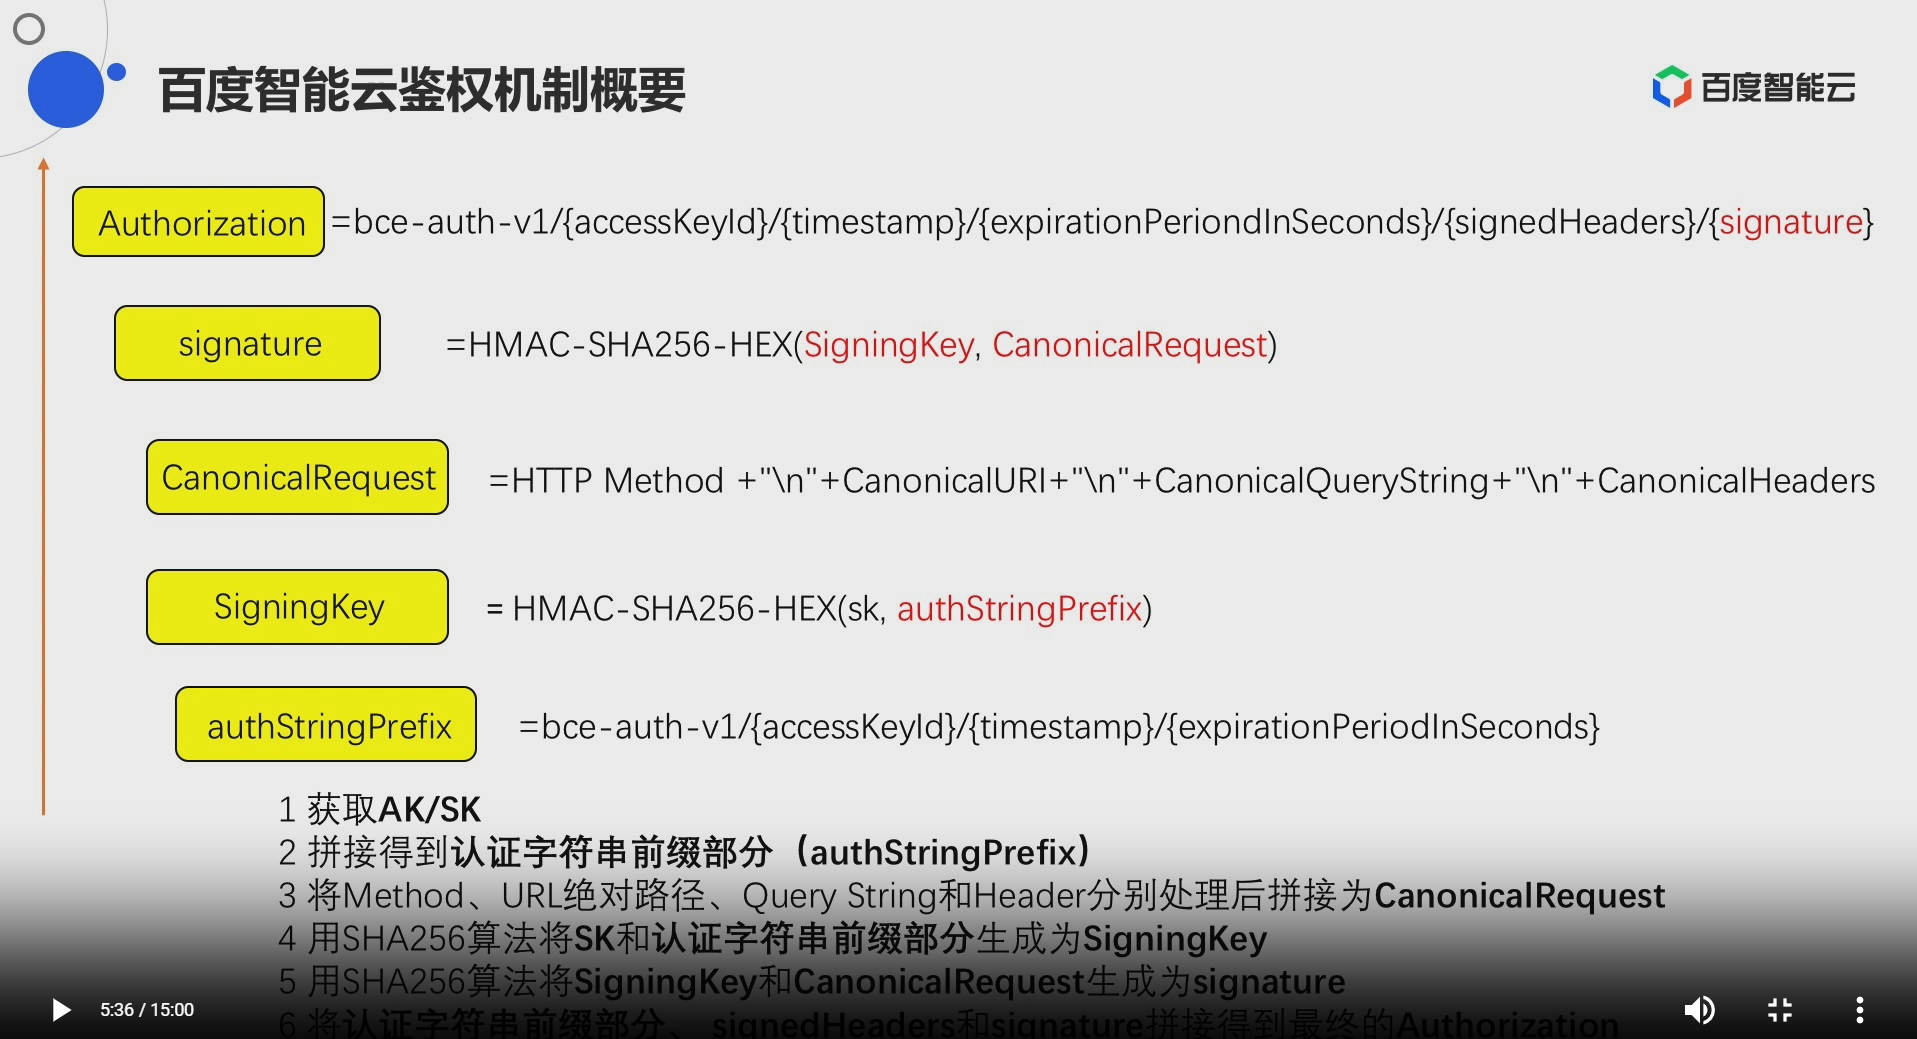 百度智能云鉴权机制概要
百度智能云
Authorization =bce-auth-v1/{accessKeyId}/{timestamp}/{expirationPeriondInSeconds}/{signedHeaders}/{signature}
signature =HMAC-SHA256-HEX(SigningKey, CanonicalRequest)
CanonicalRequest =HTTP Method +"\n"+CanonicalURI+"\n"+CanonicalQueryString+"\n"+CanonicalHeaders
SigningKey = HMAC-SHA256-HEX(sk, authStringPrefix)
authStringPrefix =bce-auth-v1/{accessKeyId}/{timestamp}/{expirationPeriodInSeconds}
1 获取AK/SK
2 拼接得到认证字符串前缀部分（authStringPrefix）
3 将Method、URL绝对路径、Query String和Header分别处理后拼接为CanonicalRequest
4 用SHA256算法将SK和认证字符串前缀部分生成为SigningKey
5 用SHA256算法将SigningKey和CanonicalRequest生成为signature
6 将认证字符串前缀部分、signedHeaders和signature拼接得到最终的Authorization
5:36 / 15:00